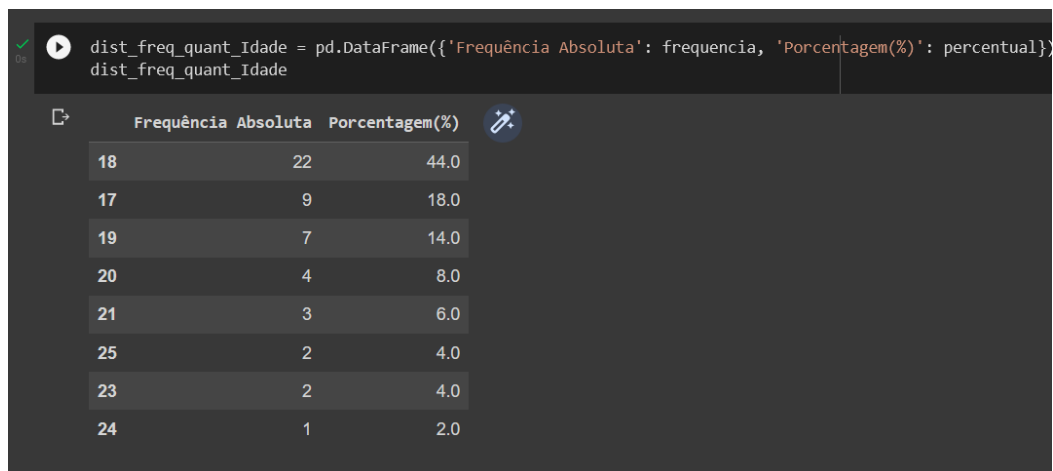 dist_freq_quant_Idade = pd.DataFrame({'Frequência Absoluta': frequencia, 'Porcentagem(%)': percentual})
0s
dist_freq_quant_Idade
Frequência Absoluta Porcentagem(%)
18 22 44.0
17 9 18.0
19 7 14.0
20 4 8.0
21 3 6.0
25 2 4.0
23 2 4.0
24 1 2.0